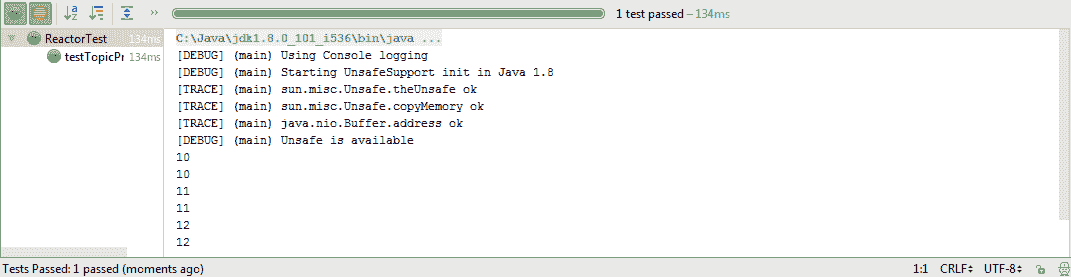 1 test passed – 134ms
ReactorTest 134ms
testTopicPr 134ms
C:\Java\jdk1.8.0_101_i536\bin\java ...
[DEBUG] (main) Using Console logging
[DEBUG] (main) Starting UnsafeSupport init in Java 1.8
[TRACE] (main) sun.misc.Unsafe.theUnsafe ok
[TRACE] (main) sun.misc.Unsafe.copyMemory ok
[TRACE] (main) java.nio.Buffer.address ok
[DEBUG] (main) Unsafe is available
10
10
11
11
12
12
Tests Passed: 1 passed (moments ago) 1:1 CRLF UTF-8